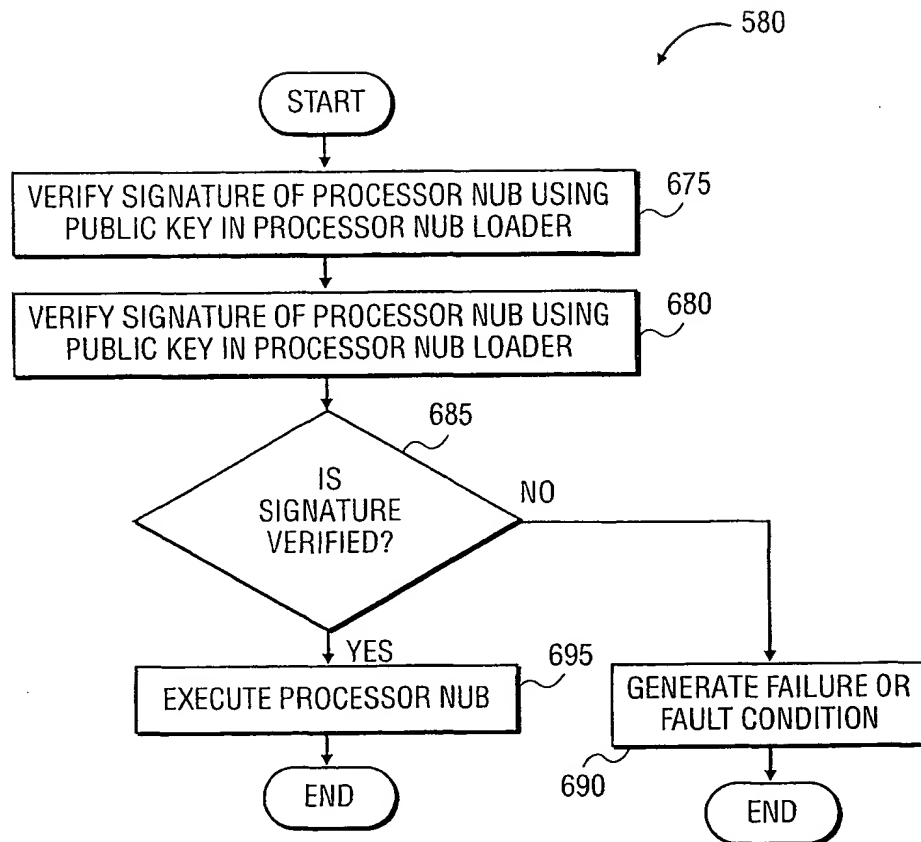 580
START
VERIFY SIGNATURE OF PROCESSOR NUB USING
PUBLIC KEY IN PROCESSOR NUB LOADER
675
VERIFY SIGNATURE OF PROCESSOR NUB USING
PUBLIC KEY IN PROCESSOR NUB LOADER
680
685
IS
SIGNATURE
VERIFIED?
NO
YES
EXECUTE PROCESSOR NUB
695
GENERATE FAILURE OR
FAULT CONDITION
690
END
END